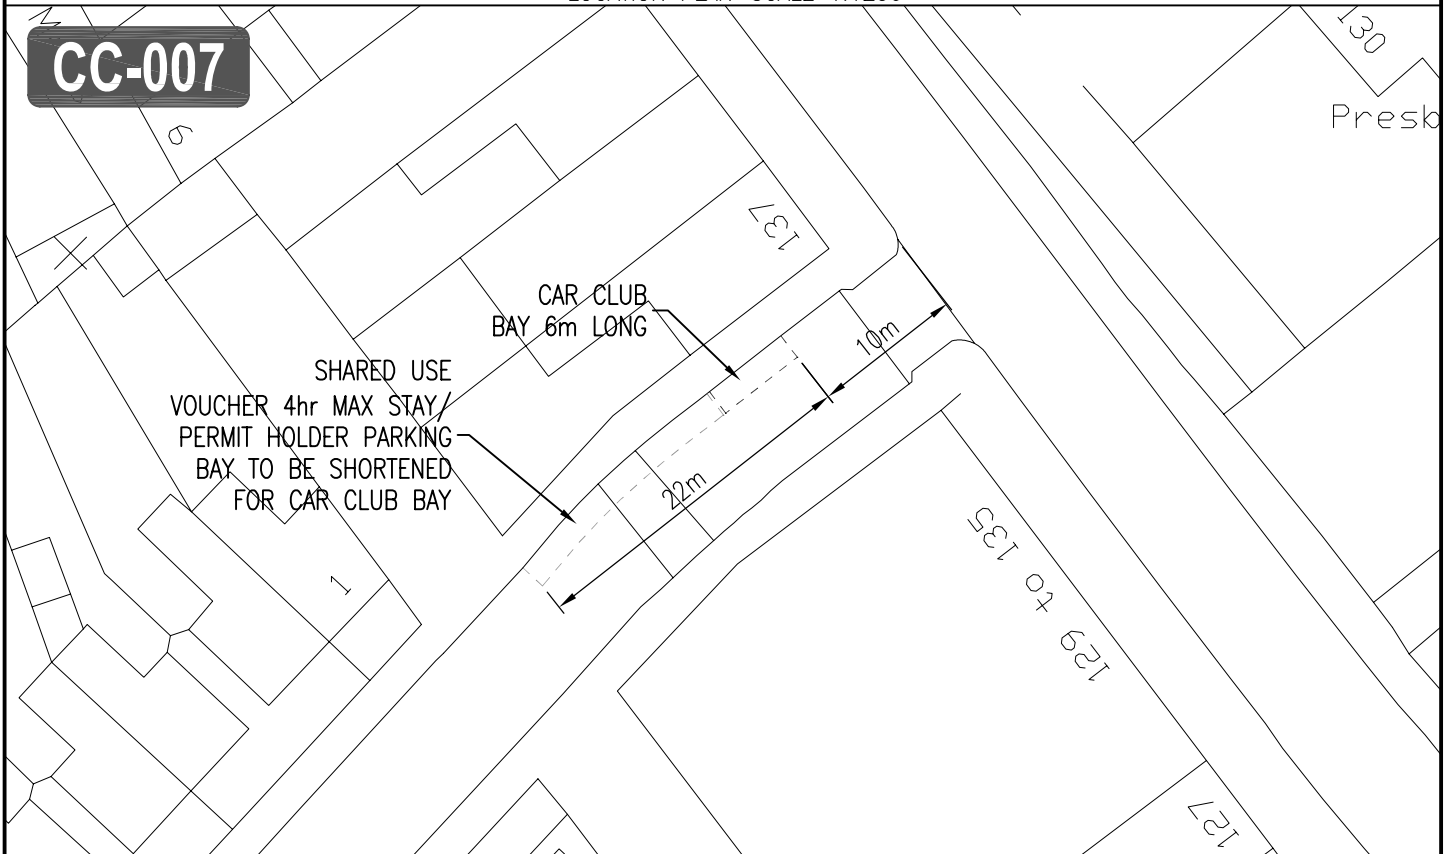 CC-007
130
Presb
6
137
CAR CLUB
BAY 6m LONG
10m
SHARED USE
VOUCHER 4hr MAX STAY/
PERMIT HOLDER PARKING
BAY TO BE SHORTENED
FOR CAR CLUB BAY
22m
129 to 135
1
127